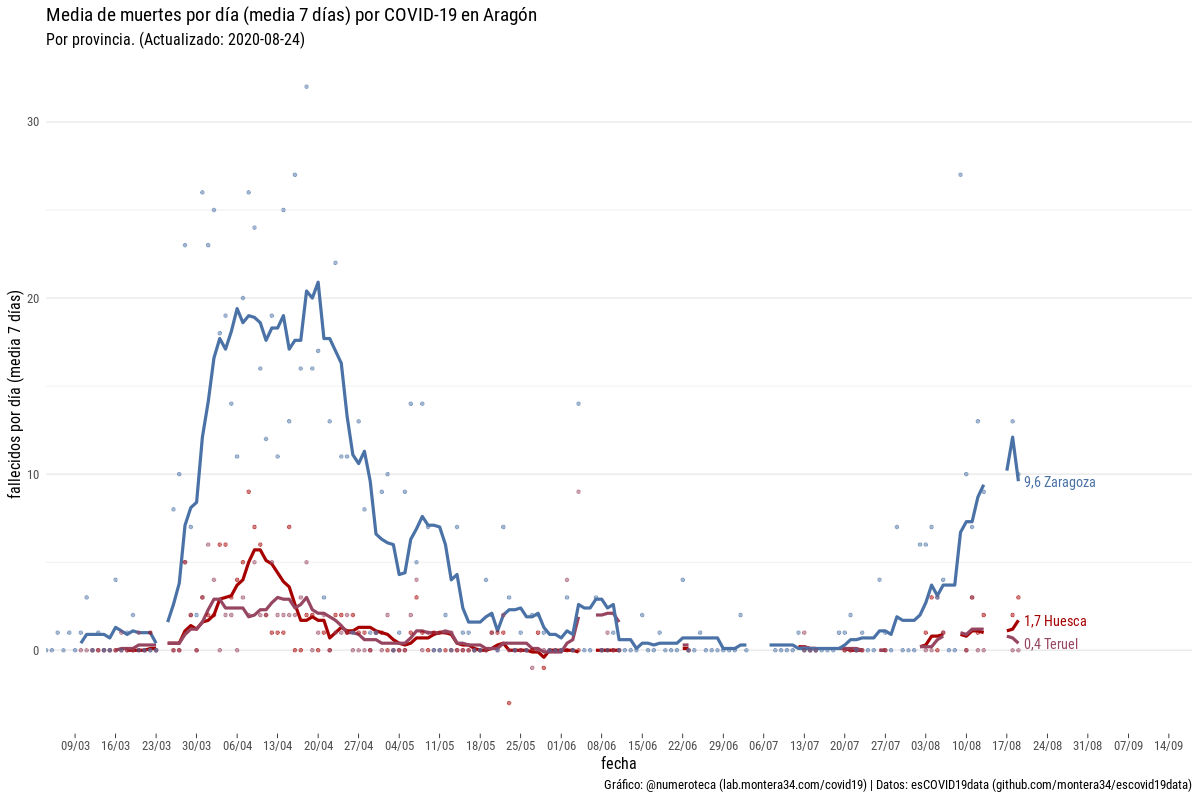 Media de muertes por día (media 7 días) por COVID-19 en Aragón
Por provincia. (Actualizado: 2020-08-24)
fallecidos por día (media 7 días)
30
20
10
0
9,6 Zaragoza
1,7 Huesca
0,4 Teruel
09/03 16/03 23/03 30/03 06/04 13/04 20/04 27/04 04/05 11/05 18/05 25/05 01/06 08/06 15/06 22/06 29/06 06/07 13/07 20/07 27/07 03/08 10/08 17/08 24/08 31/08 07/09 14/09
fecha
Gráfico: @numeroteca (lab.montera34.com/covid19) | Datos: esCOVID19data (github.com/montera34/escovid19data)